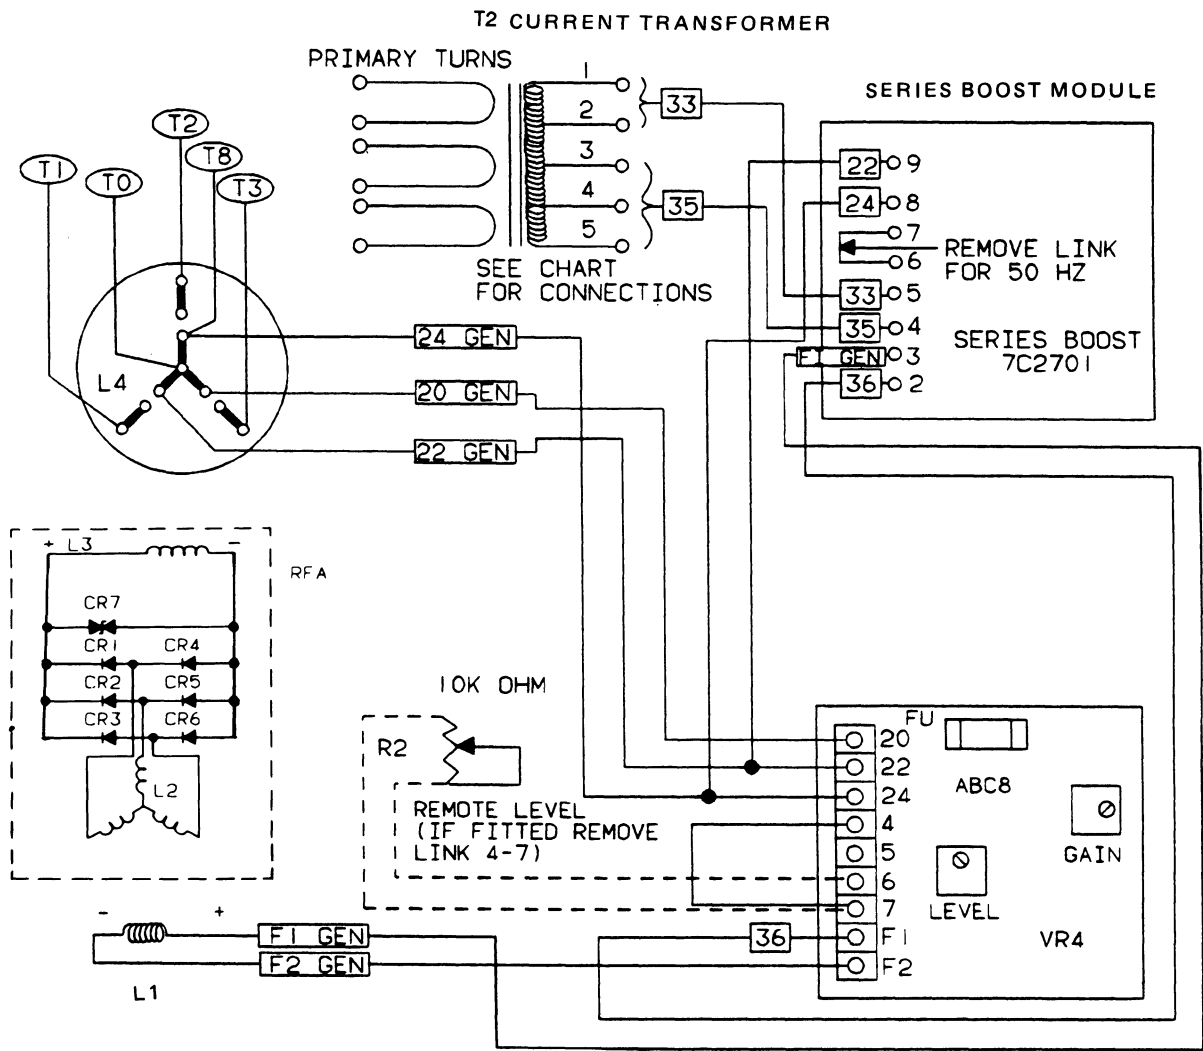 T2 CURRENT TRANSFORMER
PRIMARY TURNS
1
2
3
4
5
33
35
SEE CHART
FOR CONNECTIONS
SERIES BOOST MODULE
22 9
24 8
7
6
REMOVE LINK
FOR 50 HZ
33 5
35 4
F1 GEN 3
36 2
SERIES BOOST
7C2701
T1
T0
T2
T8
T3
L4
24 GEN
20 GEN
22 GEN
+ L3 -
RFA
CR7
CR1 CR4
CR2 CR5
CR3 CR6
L2
10K OHM
R2
REMOTE LEVEL
(IF FITTED REMOVE
LINK 4-7)
FU
20
22
24
4
5
6
7
F1
F2
ABC8
GAIN
LEVEL
VR4
36
- +
F1 GEN
F2 GEN
L1